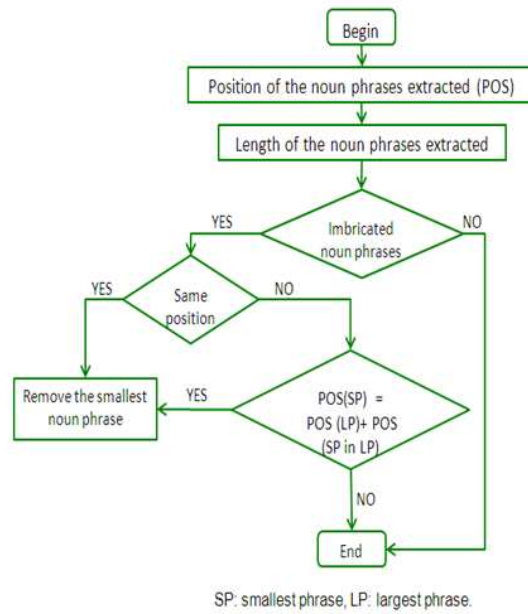 Begin
Position of the noun phrases extracted (POS)
Length of the noun phrases extracted
YES
Imbricated
noun phrases
NO
YES
Same
position
NO
Remove the smallest
noun phrase
YES
POS(SP) =
POS (LP)+ POS
(SP in LP)
NO
End
SP: smallest phrase, LP: largest phrase.